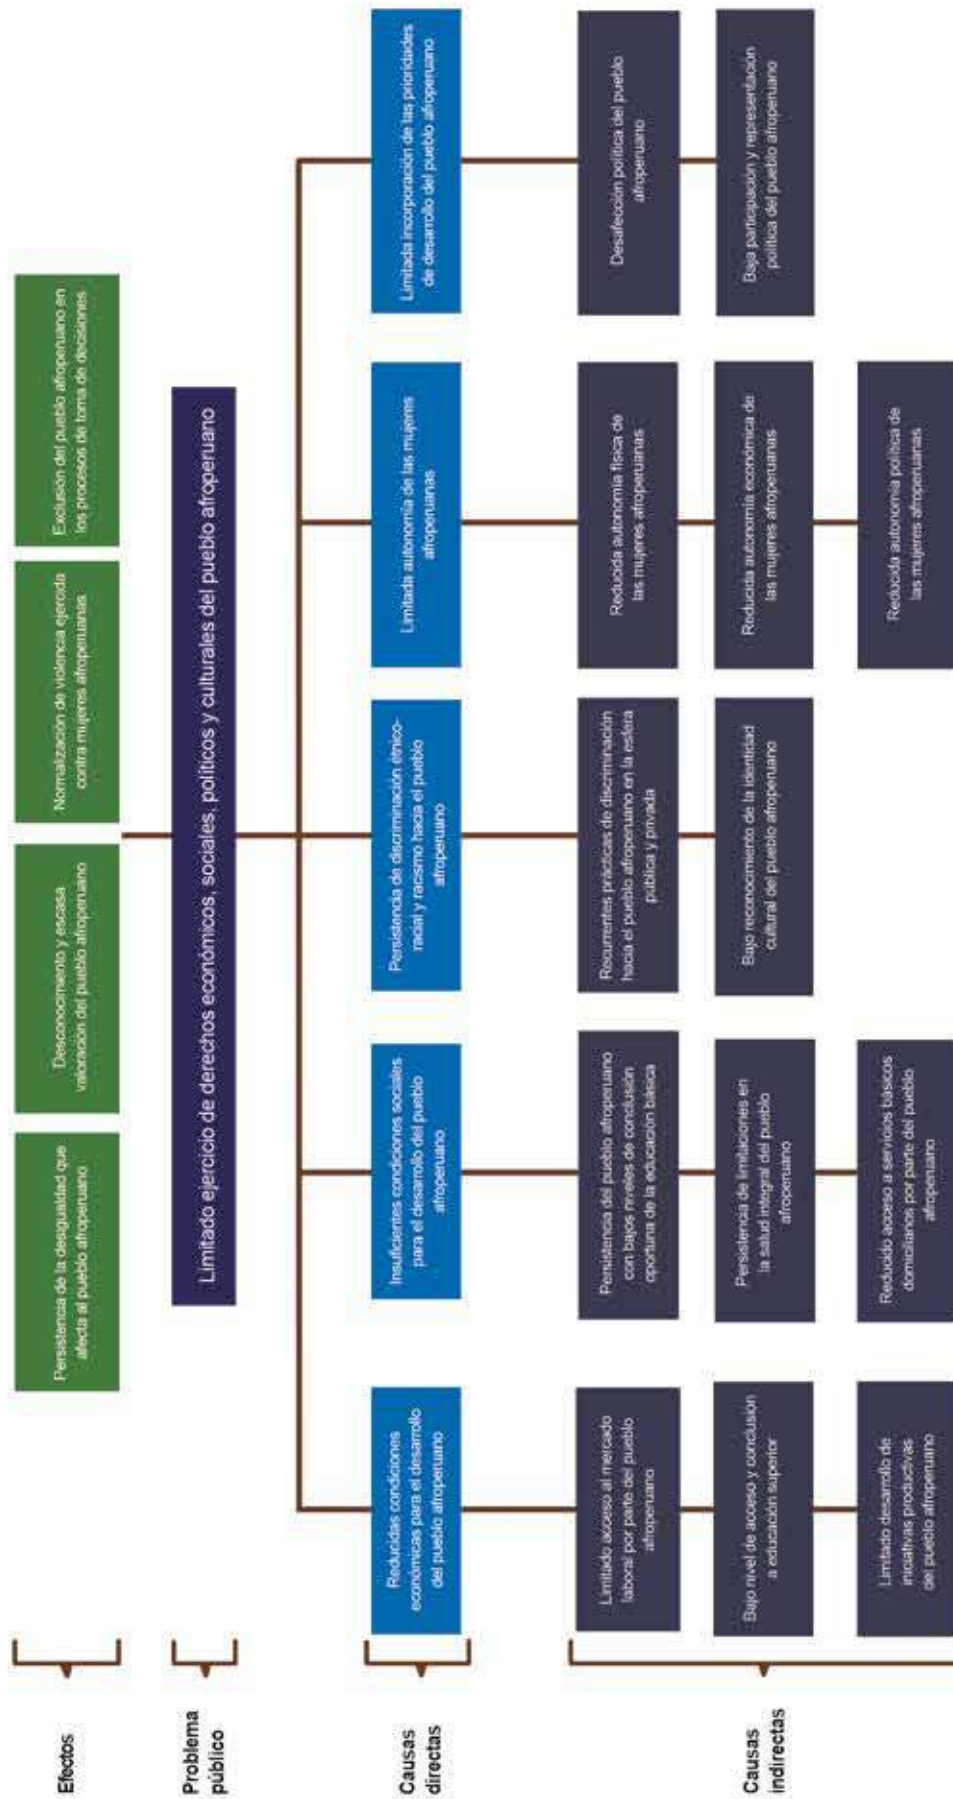 Efectos
Persistencia de la desigualdad que
afecta al pueblo afroperuano
Desconocimiento y escasa
valoración del pueblo afroperuano
Normalización de violencia ejercida
contra mujeres afroperuanas
Exclusión del pueblo afroperuano en
los procesos de toma de decisiones
Problema
público
Limitado ejercicio de derechos económicos, sociales, políticos y culturales del pueblo afroperuano
Causas
directas
Reducidas condiciones
económicas para el desarrollo
del pueblo afroperuano
Insuficientes condiciones sociales
para el desarrollo del pueblo
afroperuano
Persistencia de discriminación étnico-
racial y racismo hacia el pueblo
afroperuano
Limitada autonomía de las mujeres
afroperuanas
Limitada incorporación de las prioridades
de desarrollo del pueblo afroperuano
Causas
indirectas
Limitado acceso al mercado
laboral por parte del pueblo
afroperuano
Persistencia del pueblo afroperuano
con bajos niveles de conclusión
oportuna de la educación básica
Recurrentes prácticas de discriminación
hacia el pueblo afroperuano en la esfera
pública y privada
Reducida autonomía física de
las mujeres afroperuanas
Desafección política del pueblo
afroperuano
Bajo nivel de acceso y conclusión
a educación superior
Persistencia de limitaciones en
la salud integral del pueblo
afroperuano
Bajo reconocimiento de la identidad
cultural del pueblo afroperuano
Reducida autonomía económica de
las mujeres afroperuanas
Baja participación y representación
política del pueblo afroperuano
Limitado desarrollo de
iniciativas productivas
del pueblo afroperuano
Reducido acceso a servicios básicos
domiciliarios por parte del pueblo
afroperuano
Reducida autonomía política de
las mujeres afroperuanas